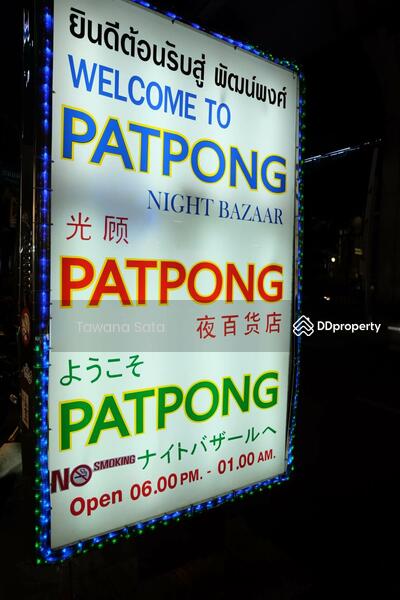 ยินดีต้อนรับสู่ พัฒน์พงศ์
WELCOME TO
PATPONG
NIGHT BAZAAR
光顾
PATPONG
夜百货店
Tawana Sata
DDproperty
ようこそ
PATPONG
ナイトバザールへ
NO SMOKING
Open 06.00 PM. - 01.00 AM.